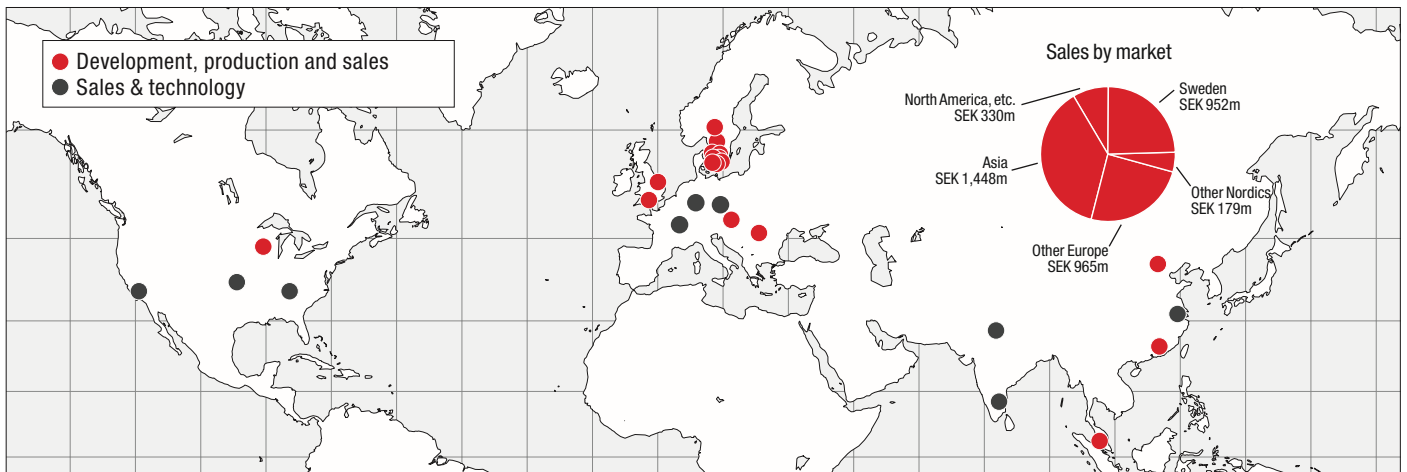 Development, production and sales
Sales & technology
Sales by market
North America, etc.
SEK 330m
Sweden
SEK 952m
Asia
SEK 1,448m
Other Nordics
SEK 179m
Other Europe
SEK 965m